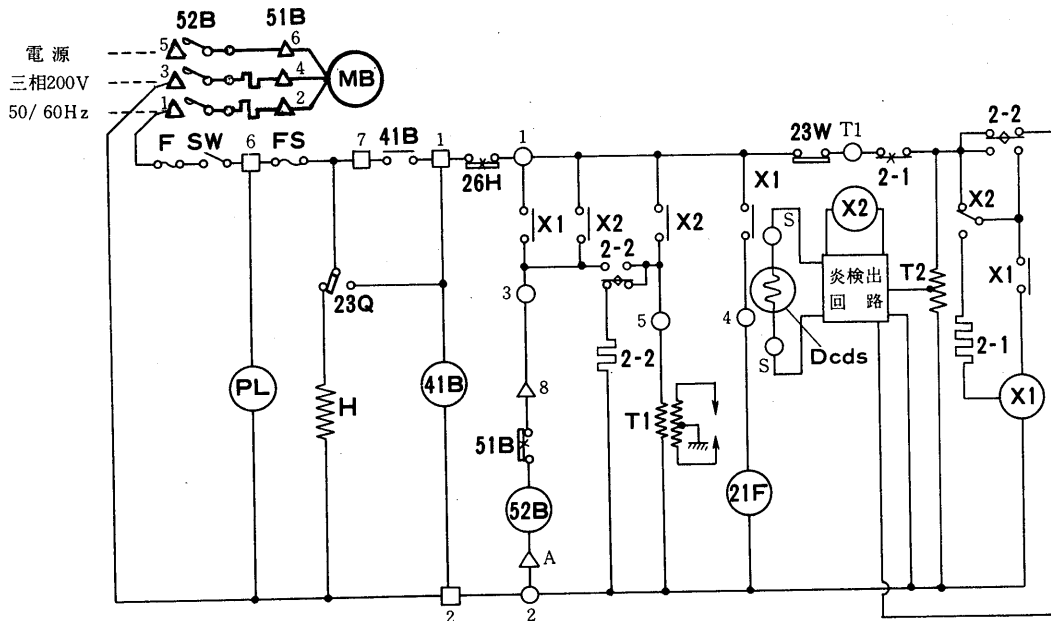 52B
51B
電源
三相200V
50/60Hz
5
3
1
6
4
2
MB
F
SW
6
FS
7
41B
1
26H
1
23W
T1
2-1
2-2
X1
X2
2-2
X2
X1
S
X2
X2
T2
X1
炎検出
回路
23Q
3
5
4
S
Dcds
2-2
2-1
PL
H
41B
8
T1
X1
51B
21F
52B
A
2
2